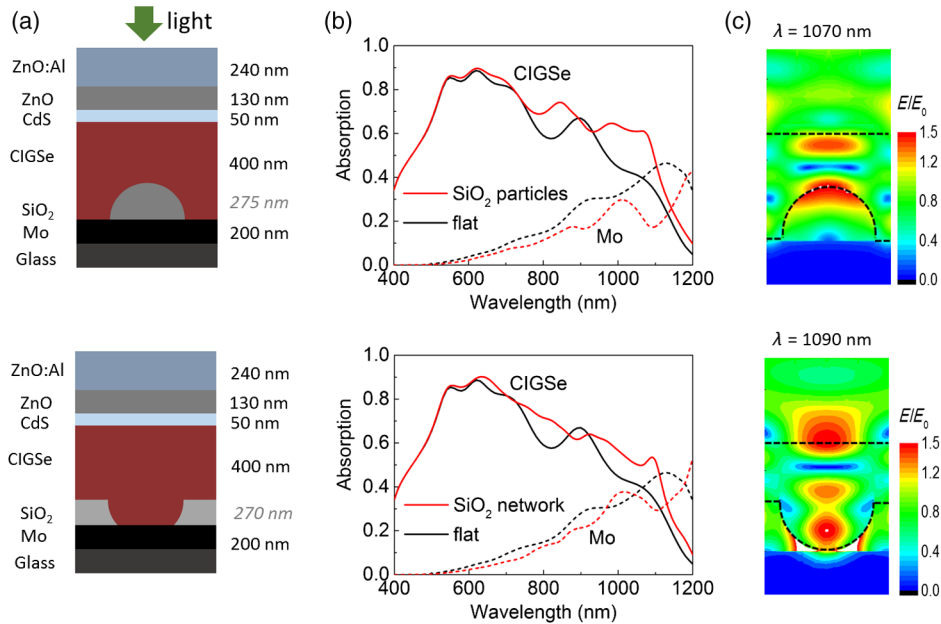 (a)
light
ZnO:Al
240 nm
ZnO
130 nm
CdS
50 nm
CIGSe
400 nm
275 nm
SiO₂
Mo
200 nm
Glass
(b)
1.0
0.8
0.6
0.4
0.2
0.0
Absorption
CIGSe
SiO₂ particles
flat
Mo
400 600 800 1000 1200
Wavelength (nm)
(c)
λ = 1070 nm
E/E₀
1.5
1.2
0.9
0.6
0.4
0.0
ZnO:Al
240 nm
ZnO
130 nm
CdS
50 nm
CIGSe
400 nm
SiO₂
270 nm
Mo
200 nm
Glass
1.0
0.8
0.6
0.4
0.2
0.0
Absorption
CIGSe
SiO₂ network
flat
Mo
400 600 800 1000 1200
Wavelength (nm)
λ = 1090 nm
E/E₀
1.5
1.2
0.9
0.6
0.4
0.0